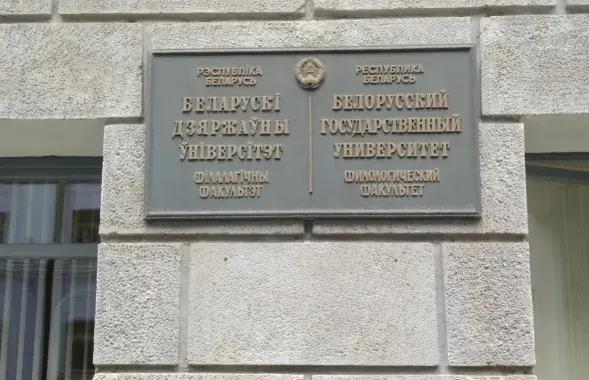 РЭСПУБЛІКА
БЕЛАРУСЬ
БЕЛАРУСКІ
ДЗЯРЖАЎНЫ
ЎНІВЕРСІТЭТ
ФІЛАЛАГІЧНЫ
ФАКУЛЬТЭТ
РЕСПУБЛИКА
БЕЛАРУСЬ
БЕЛОРУССКИЙ
ГОСУДАРСТВЕННЫЙ
УНИВЕРСИТЕТ
ФИЛОЛОГИЧЕСКИЙ
ФАКУЛЬТЕТ